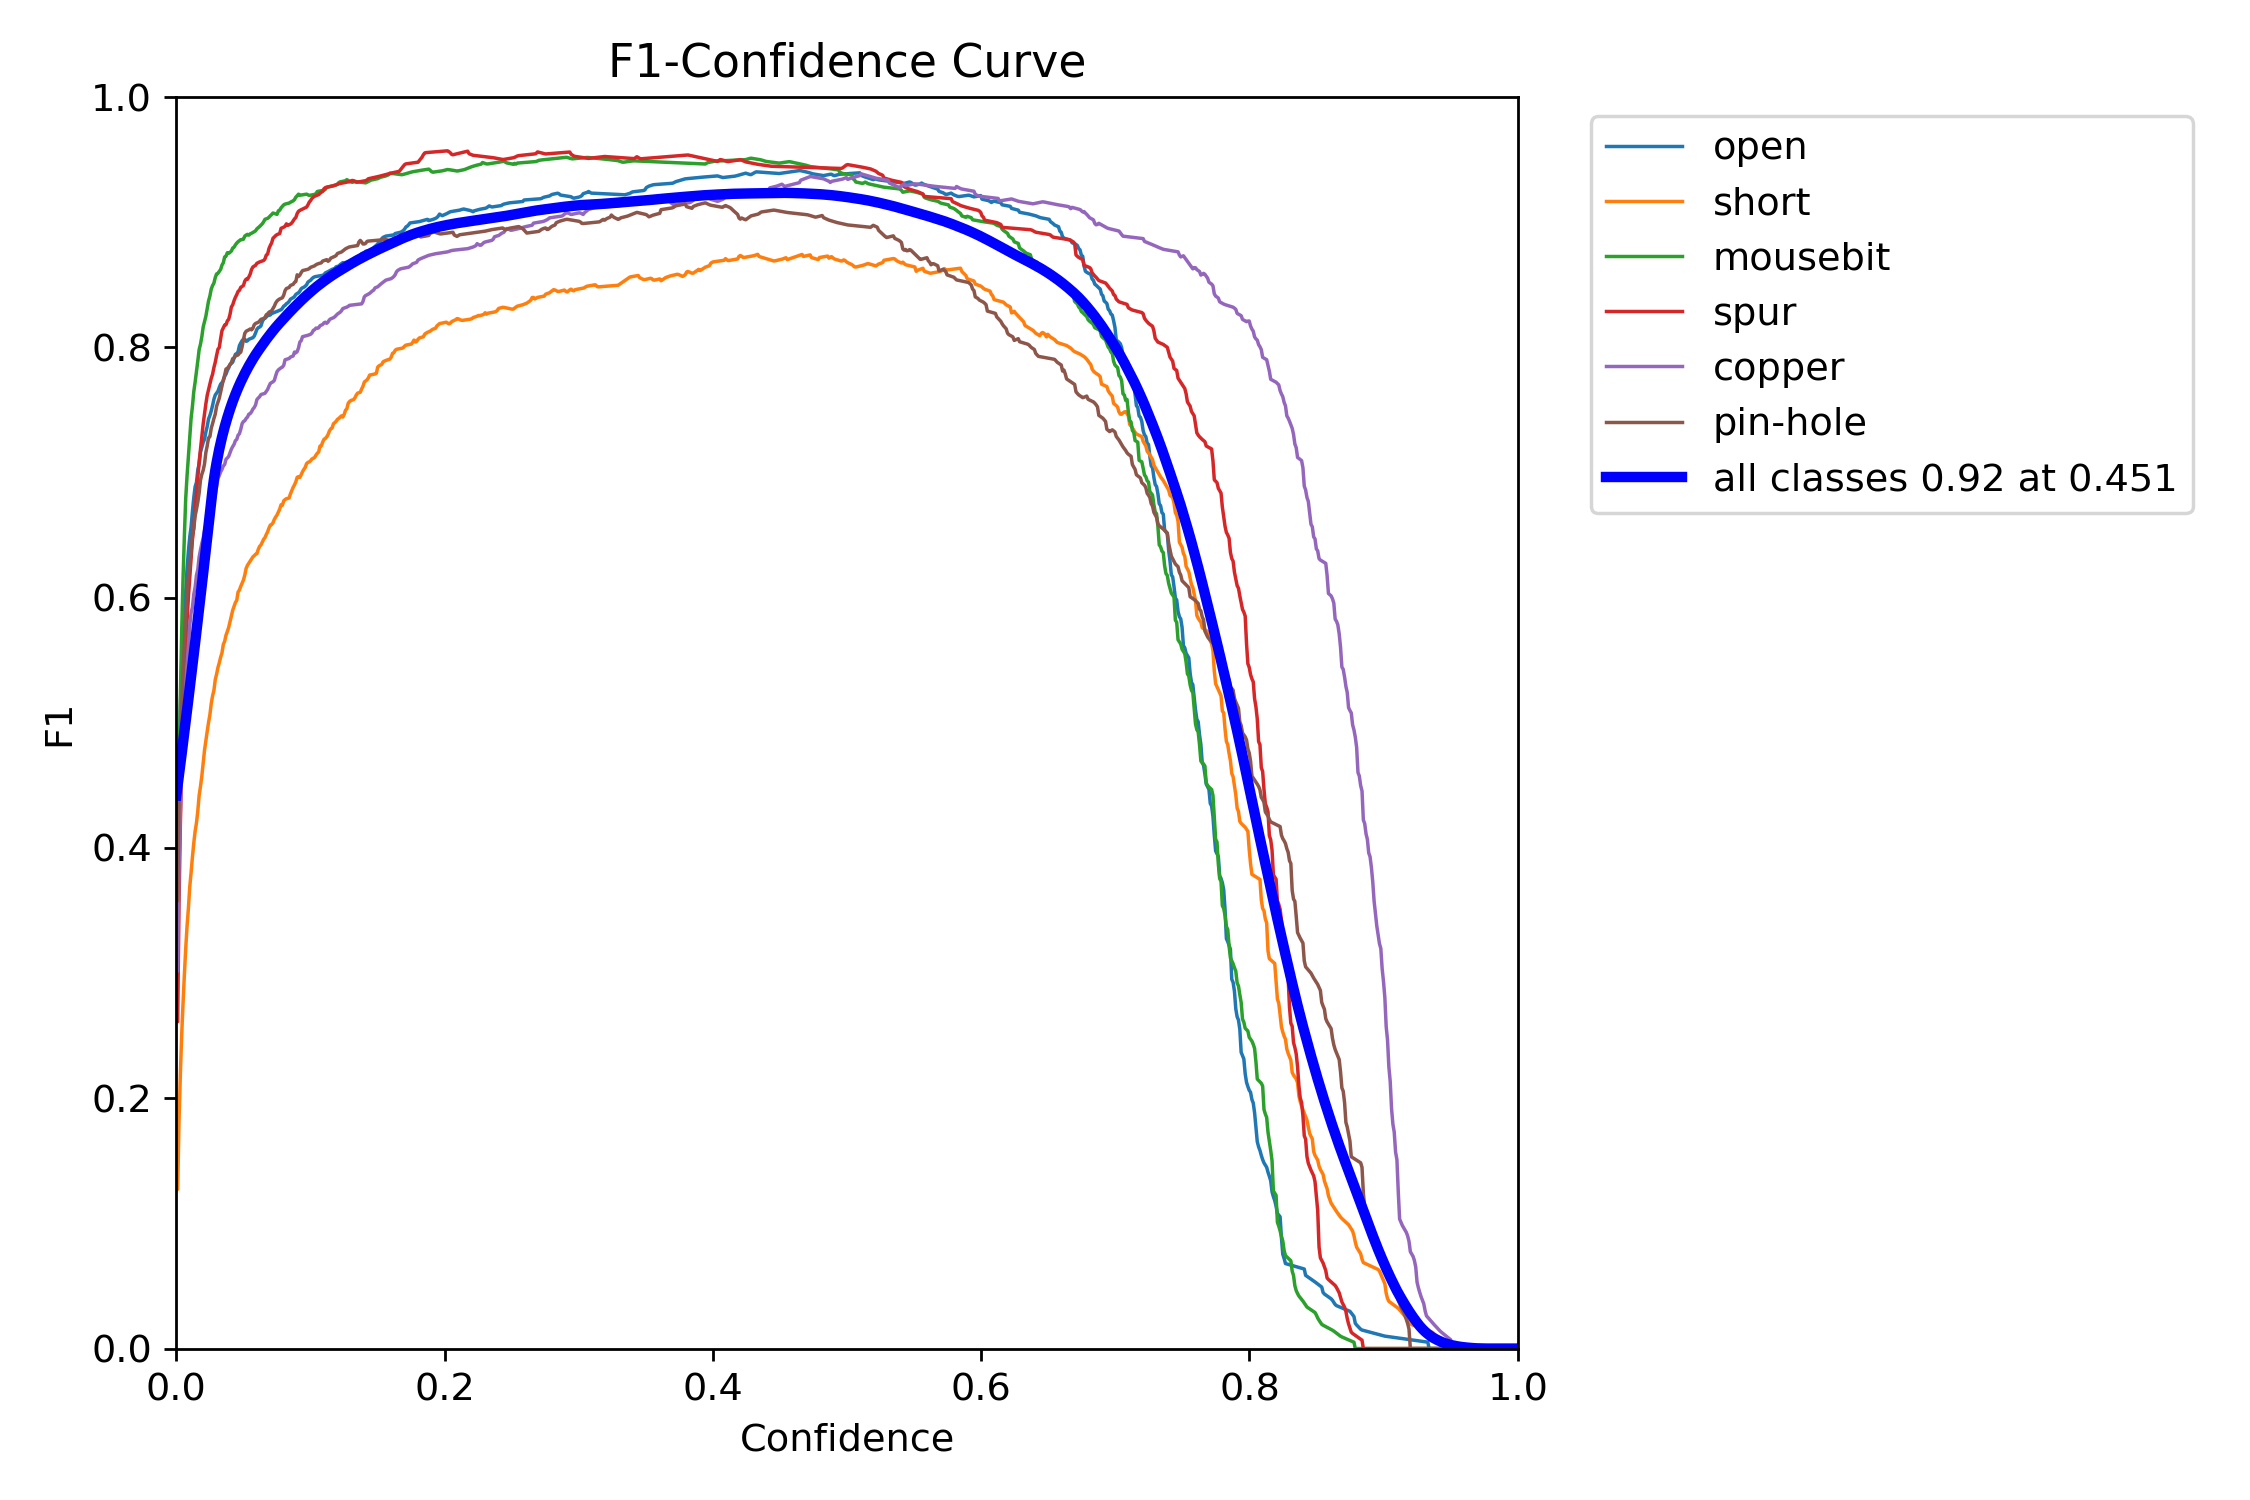 F1-Confidence Curve
1.0
0.8
0.6
0.4
0.2
0.0
F1
0.0 0.2 0.4 0.6 0.8 1.0
Confidence
open
short
mousebit
spur
copper
pin-hole
all classes 0.92 at 0.451